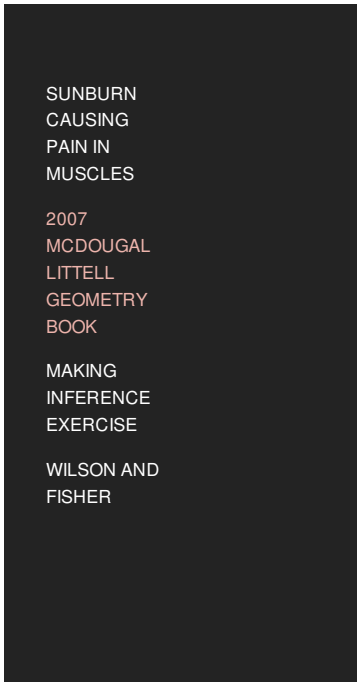 SUNBURN
CAUSING
PAIN IN
MUSCLES
2007
MCDOUGAL
LITTELL
GEOMETRY
BOOK
MAKING
INFERENCE
EXERCISE
WILSON AND
FISHER